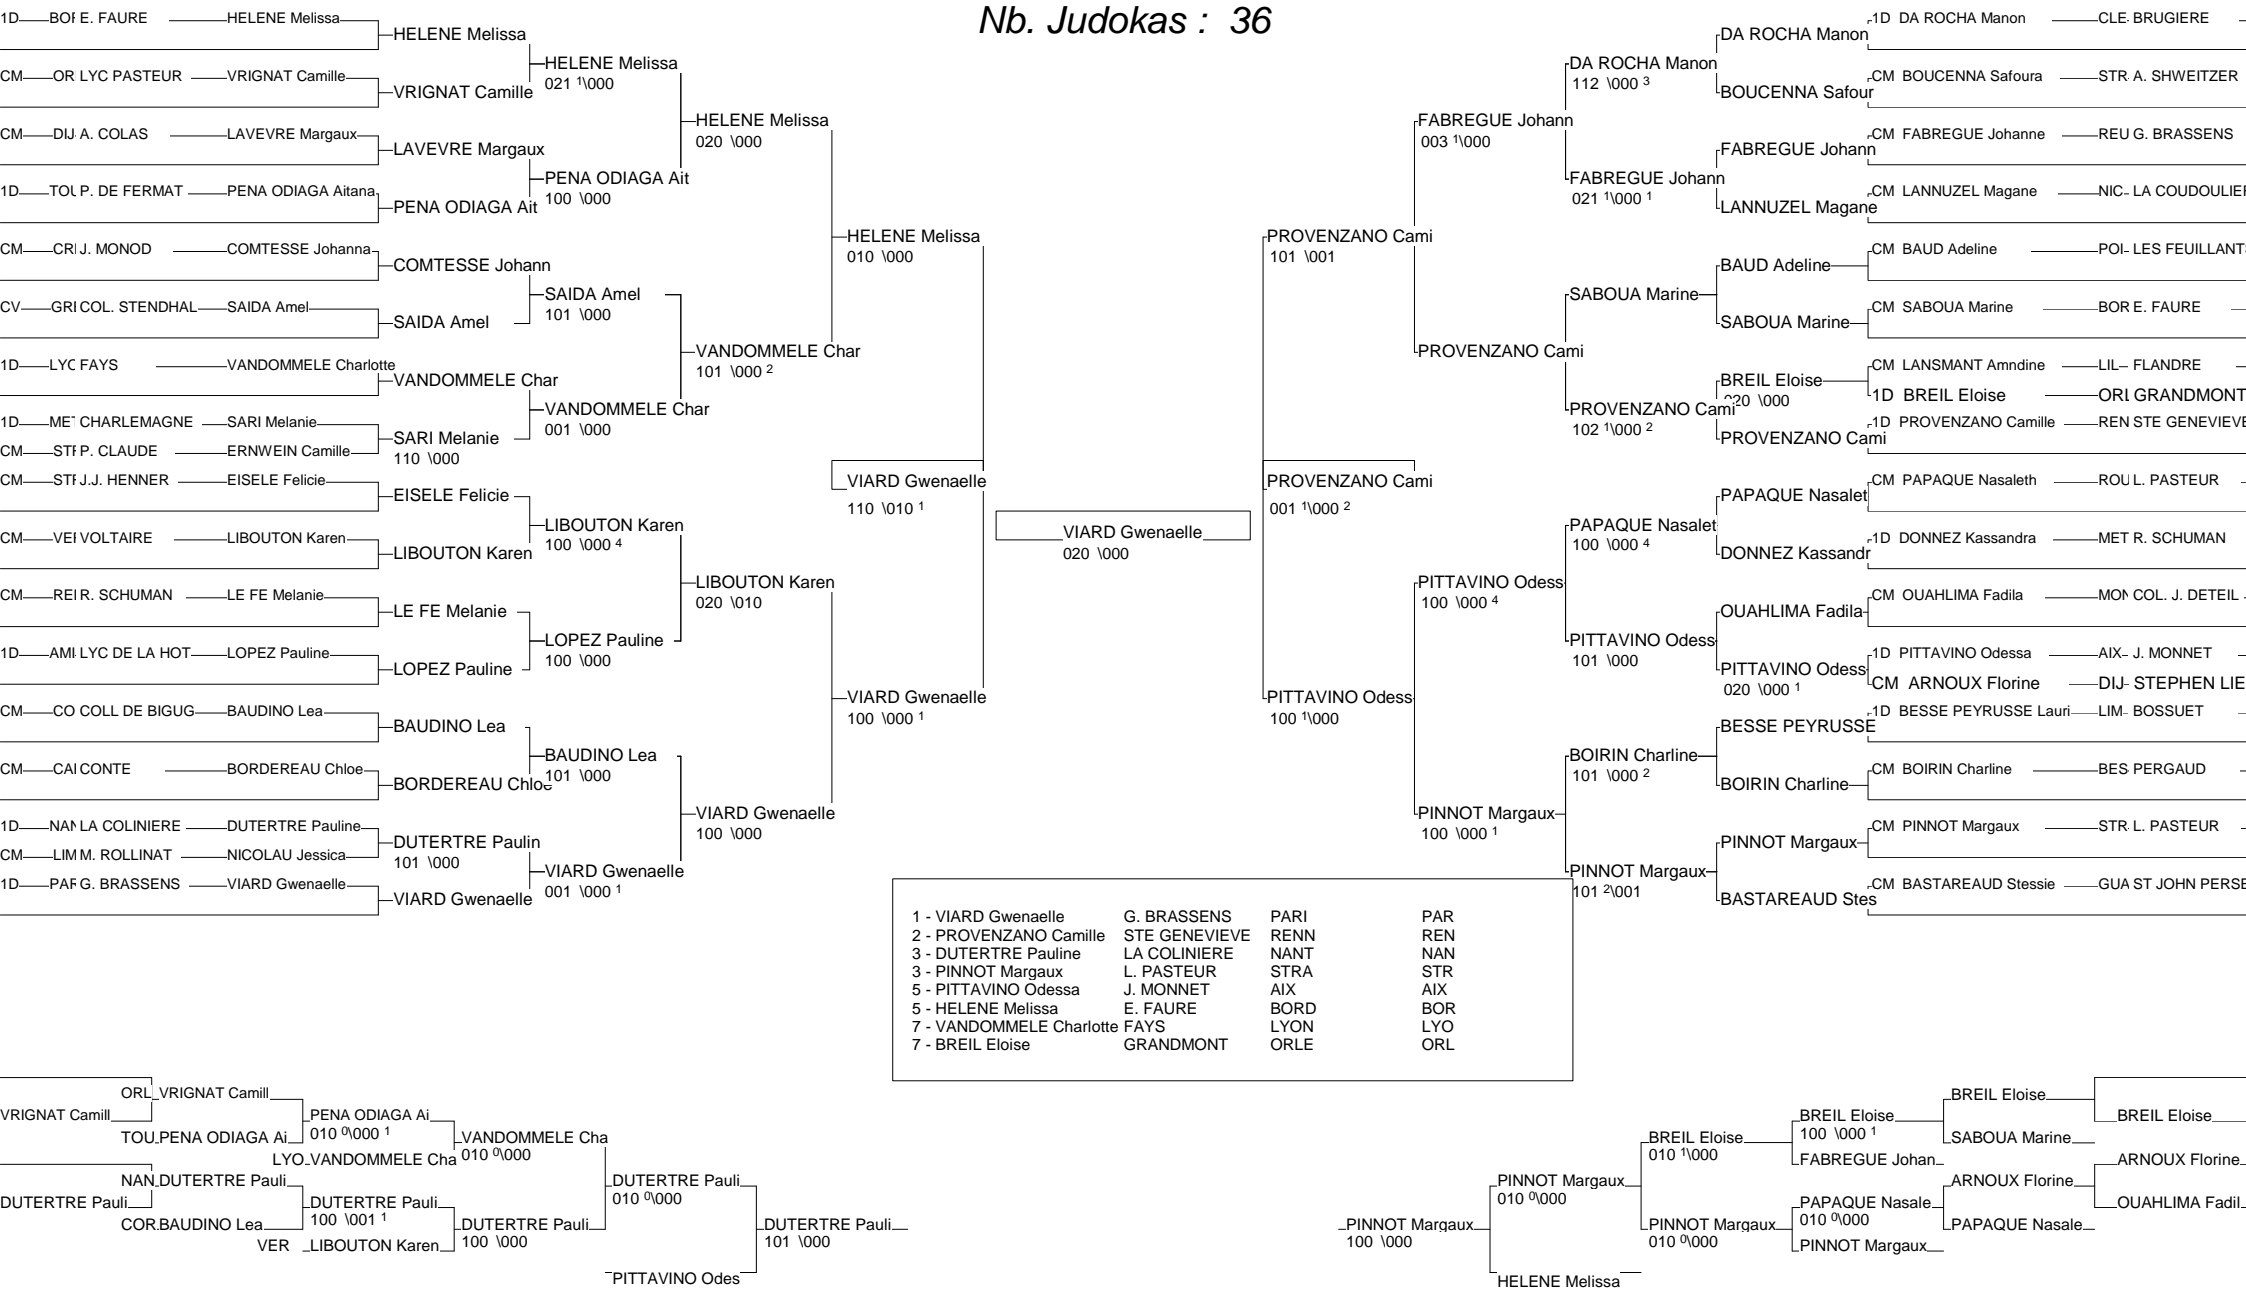 Nb. Judokas : 36
1D BOR E. FAURE HELENE Melissa
CM OR LYC PASTEUR VRIGNAT Camille
CM DIJ A. COLAS LAVEVRE Margaux
1D TOU P. DE FERMAT PENA ODIAGA Aitana
CM CRI J. MONOD COMTESSE Johanna
CV GRI COL. STENDHAL SAIDA Amel
1D LYC FAYS VANDOMMELE Charlotte
1D MET CHARLEMAGNE SARI Melanie
CM STR P. CLAUDE ERNWEIN Camille
CM STR J.J. HENNER EISELE Felicie
CM VER VOLTAIRE LIBOUTON Karen
CM REI R. SCHUMAN LE FE Melanie
1D AMI LYC DE LA HOT LOPEZ Pauline
CM CO COLL DE BIGUG BAUDINO Lea
CM CAI CONTE BORDEREAU Chloe
1D NAN LA COLINIERE DUTERTRE Pauline
CM LIM M. ROLLINAT NICOLAU Jessica
1D PAR G. BRASSENS VIARD Gwenaelle
HELENE Melissa
VRIGNAT Camille
LAVEVRE Margaux
PENA ODIAGA Ait
COMTESSE Johann
SAIDA Amel
VANDOMMELE Char
SARI Melanie
110 \000
EISELE Felicie
LIBOUTON Karen
LE FE Melanie
LOPEZ Pauline
BAUDINO Lea
BORDEREAU Chloe
DUTERTRE Paulin
101 \000
VIARD Gwenaelle
HELENE Melissa
021 1\000
PENA ODIAGA Ait
100 \000
SAIDA Amel
101 \000
VANDOMMELE Char
001 \000
LIBOUTON Karen
100 \000 4
LOPEZ Pauline
100 \000
BAUDINO Lea
101 \000
VIARD Gwenaelle
001 \000 1
HELENE Melissa
020 \000
VANDOMMELE Char
101 \000 2
LIBOUTON Karen
020 \010
VIARD Gwenaelle
100 \000
HELENE Melissa
010 \000
VIARD Gwenaelle
110 \010 1
VIARD Gwenaelle
100 \000 1
VIARD Gwenaelle
020 \000
PROVENZANO Cami
101 \001
PROVENZANO Cami
001 1\000 2
PITTAVINO Odess
100 1\000
FABREGUE Johann
003 1\000
PROVENZANO Cami
PITTAVINO Odess
100 \000 4
PINNOT Margaux
100 \000 1
DA ROCHA Manon
112 \000 3
FABREGUE Johann
021 1\000 1
SABOUA Marine
PROVENZANO Cami
102 1\000 2
PAPAQUE Nasalet
100 \000 4
PITTAVINO Odess
101 \000
BOIRIN Charline
101 \000 2
PINNOT Margaux
101 2\001
DA ROCHA Manon
BOUCENNA Safour
FABREGUE Johann
LANNUZEL Magane
BAUD Adeline
SABOUA Marine
BREIL Eloise
020 \000
PROVENZANO Cami
PAPAQUE Nasalet
DONNEZ Kassandr
OUAHLIMA Fadila
PITTAVINO Odess
020 \000 1
BESSE PEYRUSSE
BOIRIN Charline
PINNOT Margaux
BASTAREAUD Stes
1D DA ROCHA Manon CLE BRUGIERE
CM BOUCENNA Safoura STR A. SHWEITZER
CM FABREGUE Johanne REU G. BRASSENS
CM LANNUZEL Magane NIC LA COUDOULIER
CM BAUD Adeline POI LES FEUILLANTS
CM SABOUA Marine BOR E. FAURE
CM LANSMANT Amndine LIL FLANDRE
1D BREIL Eloise ORL GRANDMONT
1D PROVENZANO Camille REN STE GENEVIEVE
CM PAPAQUE Nasaleth ROU L. PASTEUR
1D DONNEZ Kassandra MET R. SCHUMAN
CM OUAHLIMA Fadila MON COL. J. DETEIL
1D PITTAVINO Odessa AIX J. MONNET
CM ARNOUX Florine DIJ STEPHEN LIE
1D BESSE PEYRUSSE Lauri LIM BOSSUET
CM BOIRIN Charline BES PERGAUD
CM PINNOT Margaux STR L. PASTEUR
CM BASTAREAUD Stessie GUA ST JOHN PERSE
1 - VIARD Gwenaelle G. BRASSENS PARI PAR
2 - PROVENZANO Camille STE GENEVIEVE RENN REN
3 - DUTERTRE Pauline LA COLINIERE NANT NAN
3 - PINNOT Margaux L. PASTEUR STRA STR
5 - PITTAVINO Odessa J. MONNET AIX AIX
5 - HELENE Melissa E. FAURE BORD BOR
7 - VANDOMMELE Charlotte FAYS LYON LYO
7 - BREIL Eloise GRANDMONT ORLE ORL
VRIGNAT Camill
DUTERTRE Pauli
ORL VRIGNAT Camill
TOU PENA ODIAGA Ai
LYO VANDOMMELE Cha
NAN DUTERTRE Pauli
COR BAUDINO Lea
VER LIBOUTON Karen
PENA ODIAGA Ai
010 0\000 1
DUTERTRE Pauli
100 \001 1
VANDOMMELE Cha
010 0\000
DUTERTRE Pauli
100 \000
DUTERTRE Pauli
010 0\000
PITTAVINO Odes
DUTERTRE Pauli
101 \000
PINNOT Margaux
100 \000
PINNOT Margaux
010 0\000
HELENE Melissa
BREIL Eloise
010 1\000
PINNOT Margaux
010 0\000
BREIL Eloise
100 \000 1
FABREGUE Johan
PAPAQUE Nasale
010 0\000
PINNOT Margaux
BREIL Eloise
SABOUA Marine
ARNOUX Florine
PAPAQUE Nasale
BREIL Eloise
ARNOUX Florine
OUAHLIMA Fadil